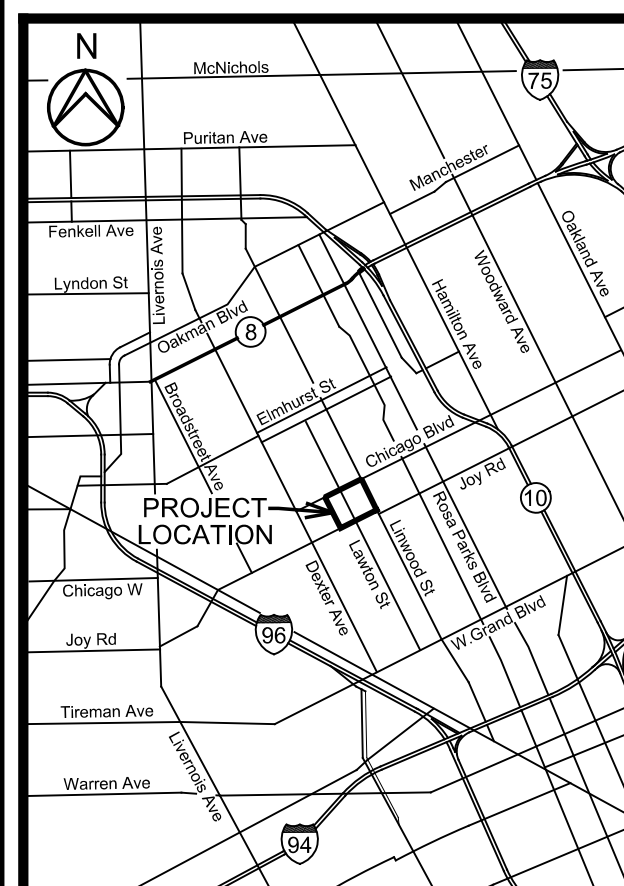 N
McNichols
75
Puritan Ave
Manchester
Fenkell Ave
Livernois Ave
Oakland Ave
Woodward Ave
Lyndon St
Hamilton Ave
Oakman Blvd
8
Broadstreet Ave
Elmhurst St
Chicago Blvd
Joy Rd
10
PROJECT
LOCATION
Rosa Parks Blvd
Linwood St
Lawton St
Dexter Ave
Chicago W
W.Grand Blvd
96
Joy Rd
Tireman Ave
Livernois Ave
Warren Ave
94